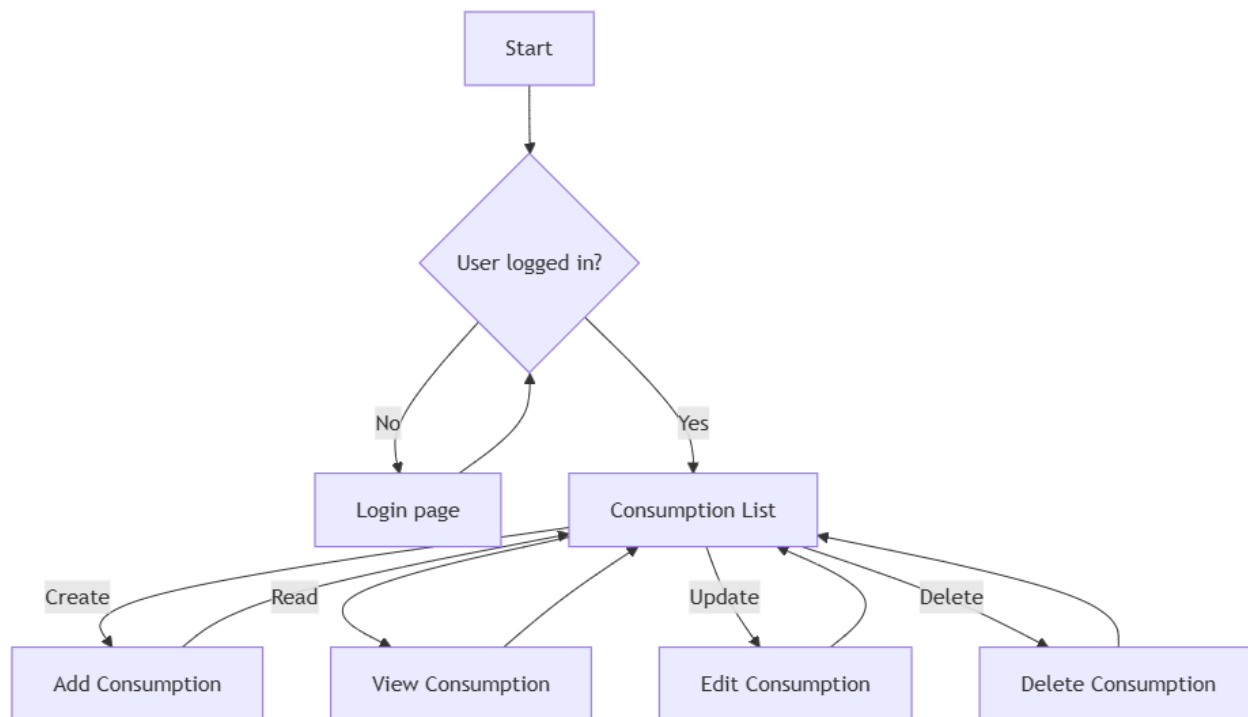 Start
User logged in?
No
Yes
Login page
Consumption List
Create
Read
Update
Delete
Add Consumption
View Consumption
Edit Consumption
Delete Consumption